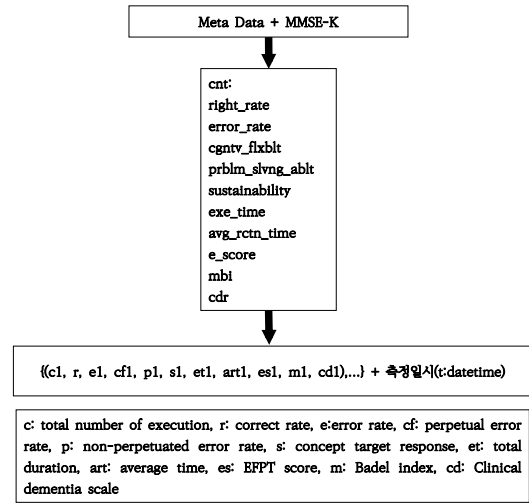 Meta Data + MMSE-K
cnt:
right_rate
error_rate
cgntv_flxblt
prblm_slvng_ablt
sustainability
exe_time
avg_rctn_time
e_score
mbi
cdr
{(c1, r, e1, cf1, p1, s1, et1, art1, es1, m1, cd1),...} + 측정일시(t:datetime)
c: total number of execution, r: correct rate, e:error rate, cf: perpetual error
rate, p: non-perpetuated error rate, s: concept target response, et: total
duration, art: average time, es: EFPT score, m: Badel index, cd: Clinical
dementia scale